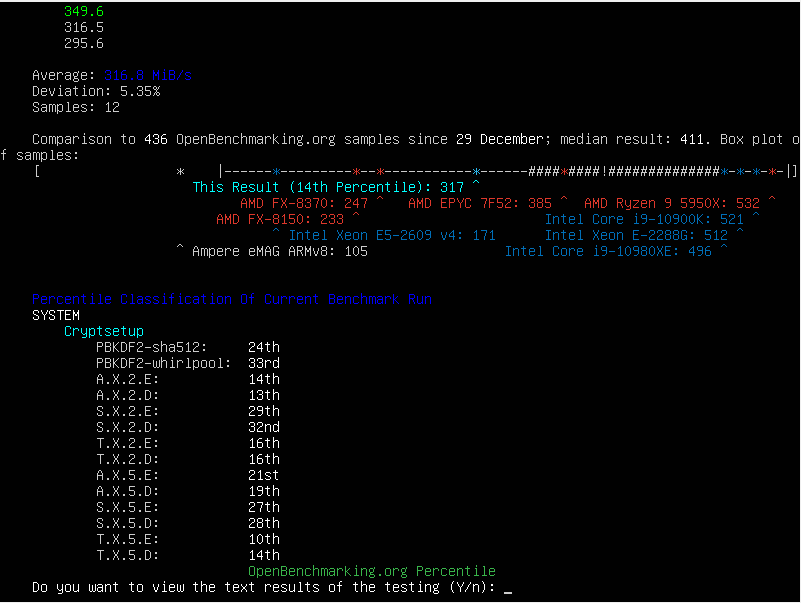 349.6
316.5
295.6
Average: 316.8 MiB/s
Deviation: 5.35%
Samples: 12
Comparison to 436 OpenBenchmarking.org samples since 29 December; median result: 411. Box plot o
f samples:
[                 *    |------*---------*--*-----------*------####*####!##############*-*-*-*-|]
This Result (14th Percentile): 317 ^
AMD FX-8370: 247 ^   AMD EPYC 7F52: 385 ^  AMD Ryzen 9 5950X: 532 ^
AMD FX-8150: 233 ^                       Intel Core i9-10900K: 521 ^
^ Intel Xeon E5-2609 v4: 171      Intel Xeon E-2288G: 512 ^
^ Ampere eMAG ARMv8: 105                 Intel Core i9-10980XE: 496 ^
Percentile Classification Of Current Benchmark Run
SYSTEM
Cryptsetup
PBKDF2-sha512:     24th
PBKDF2-whirlpool:  33rd
A.X.2.E:           14th
A.X.2.D:           13th
S.X.2.E:           29th
S.X.2.D:           32nd
T.X.2.E:           16th
T.X.2.D:           16th
A.X.5.E:           21st
A.X.5.D:           19th
S.X.5.E:           27th
S.X.5.D:           28th
T.X.5.E:           10th
T.X.5.D:           14th
OpenBenchmarking.org Percentile
Do you want to view the text results of the testing (Y/n): _